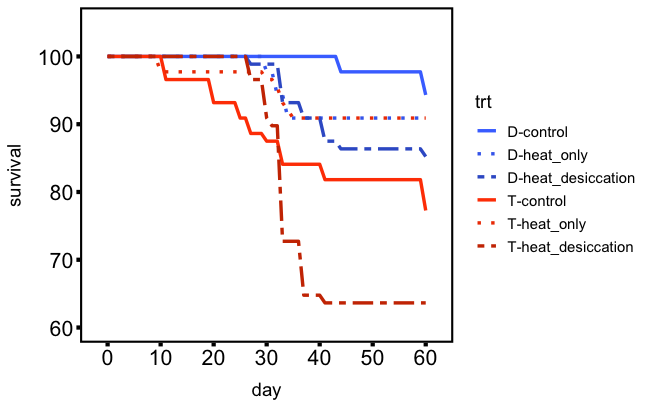 survival
100
90
80
70
60
0 10 20 30 40 50 60
day
trt
D-control
D-heat_only
D-heat_desiccation
T-control
T-heat_only
T-heat_desiccation